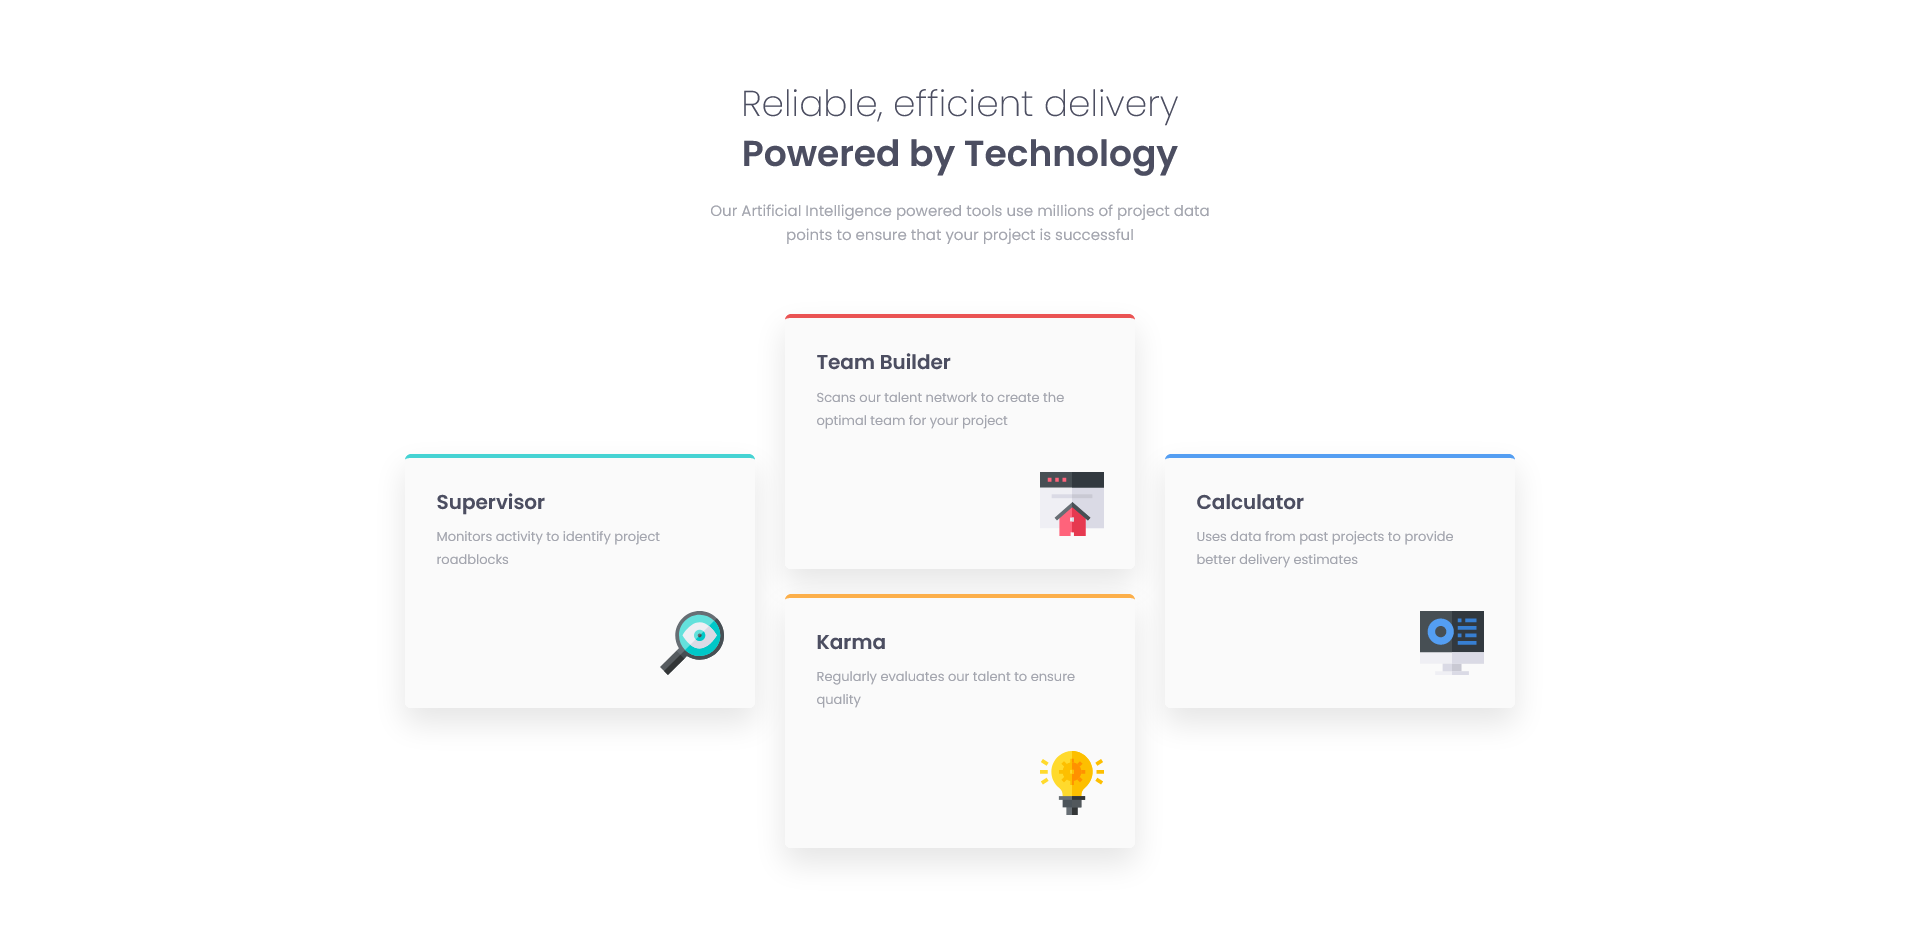 Reliable, efficient delivery
Powered by Technology
Our Artificial Intelligence powered tools use millions of project data
points to ensure that your project is successful
Supervisor
Monitors activity to identify project
roadblocks
Team Builder
Scans our talent network to create the
optimal team for your project
Karma
Regularly evaluates our talent to ensure
quality
Calculator
Uses data from past projects to provide
better delivery estimates